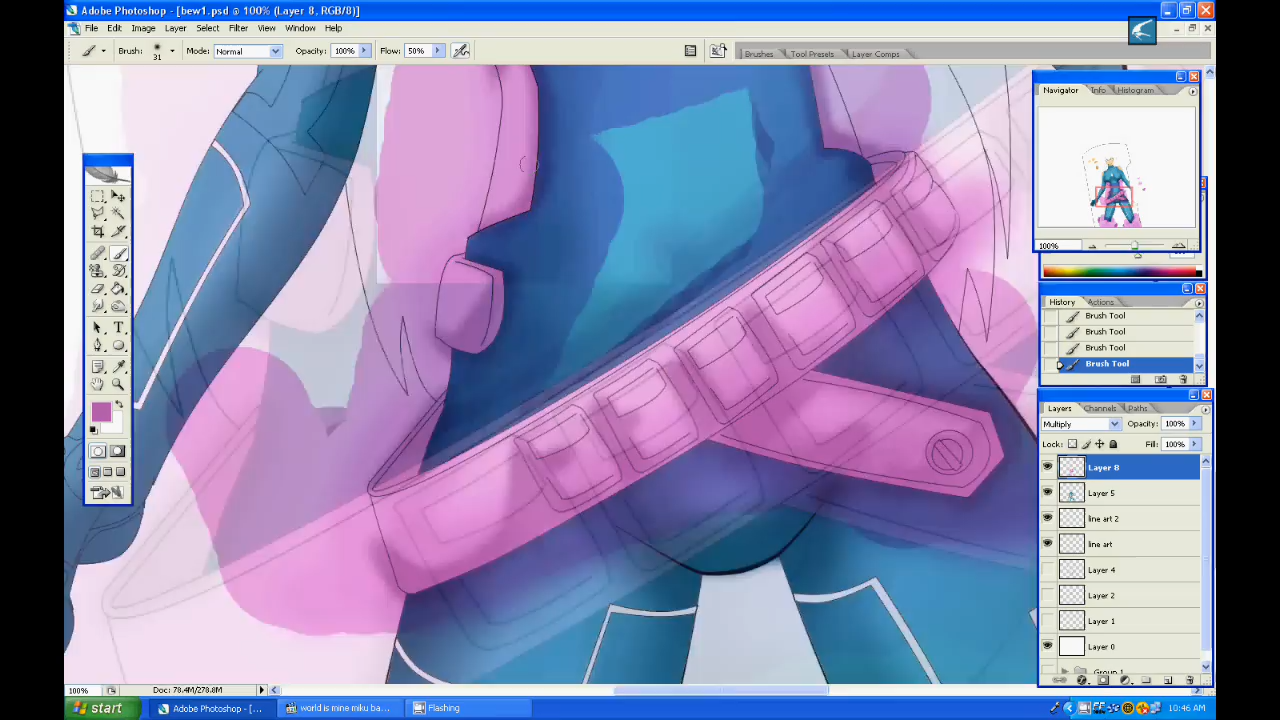 Adobe Photoshop - [bew1.psd @ 100% (Layer 8, RGB/8)]
File Edit Image Layer Select Filter View Window Help
Brush: 31 Mode: Normal Opacity: 100% Flow: 50%
Brushes Tool Presets Layer Comps
Navigator Info Histogram
100%
History Actions
Brush Tool
Brush Tool
Brush Tool
Brush Tool
Layers Channels Paths
Multiply Opacity: 100%
Lock: Fill: 100%
Layer 8
Layer 5
line art 2
line art
Layer 4
Layer 2
Layer 1
Layer 0
Group 1
100% Doc: 78.4M/278.8M
start Adobe Photoshop - [... world is mine miku ba... Flashing 10:46 AM